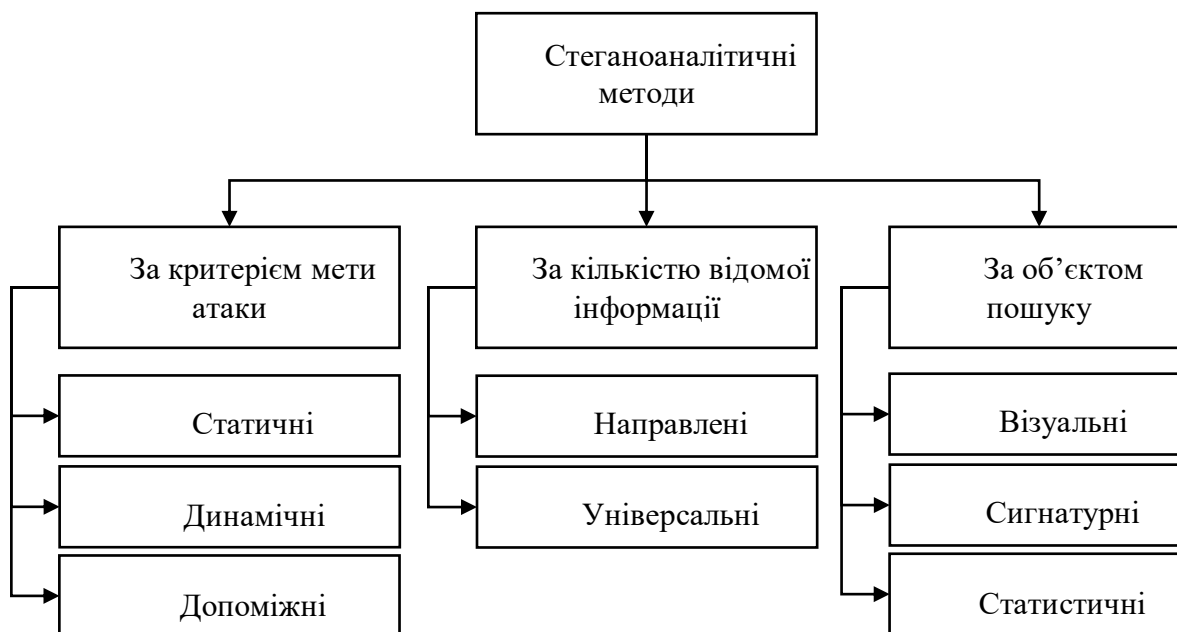 Стеганоаналітичні
методи
За критерієм мети
атаки
За кількістю відомої
інформації
За об’єктом
пошуку
Статичні
Направлені
Візуальні
Динамічні
Універсальні
Сигнатурні
Допоміжні
Статистичні